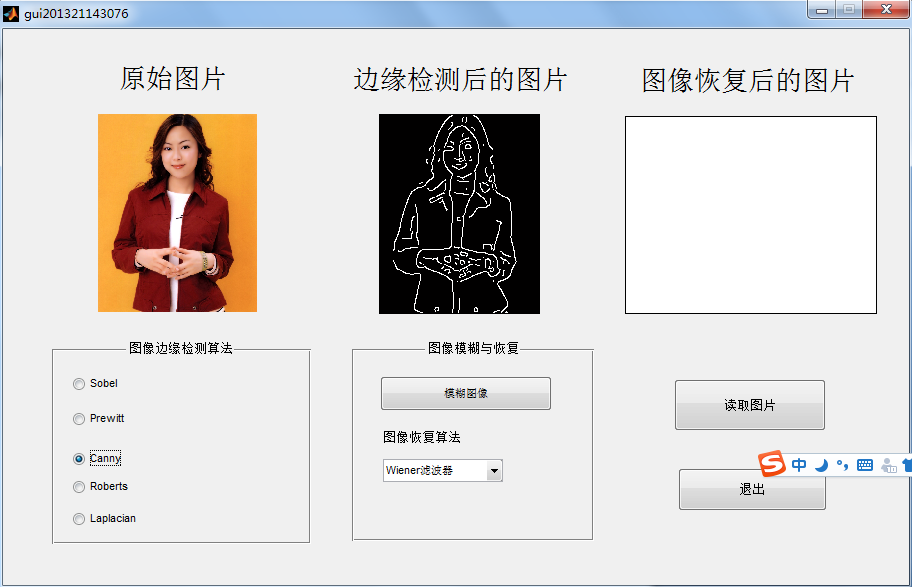 gui201321143076
原始图片
边缘检测后的图片
图像恢复后的图片
图像边缘检测算法
Sobel
Prewitt
Canny
Roberts
Laplacian
图像模糊与恢复
模糊图像
图像恢复算法
Wiener滤波器
读取图片
中
退出